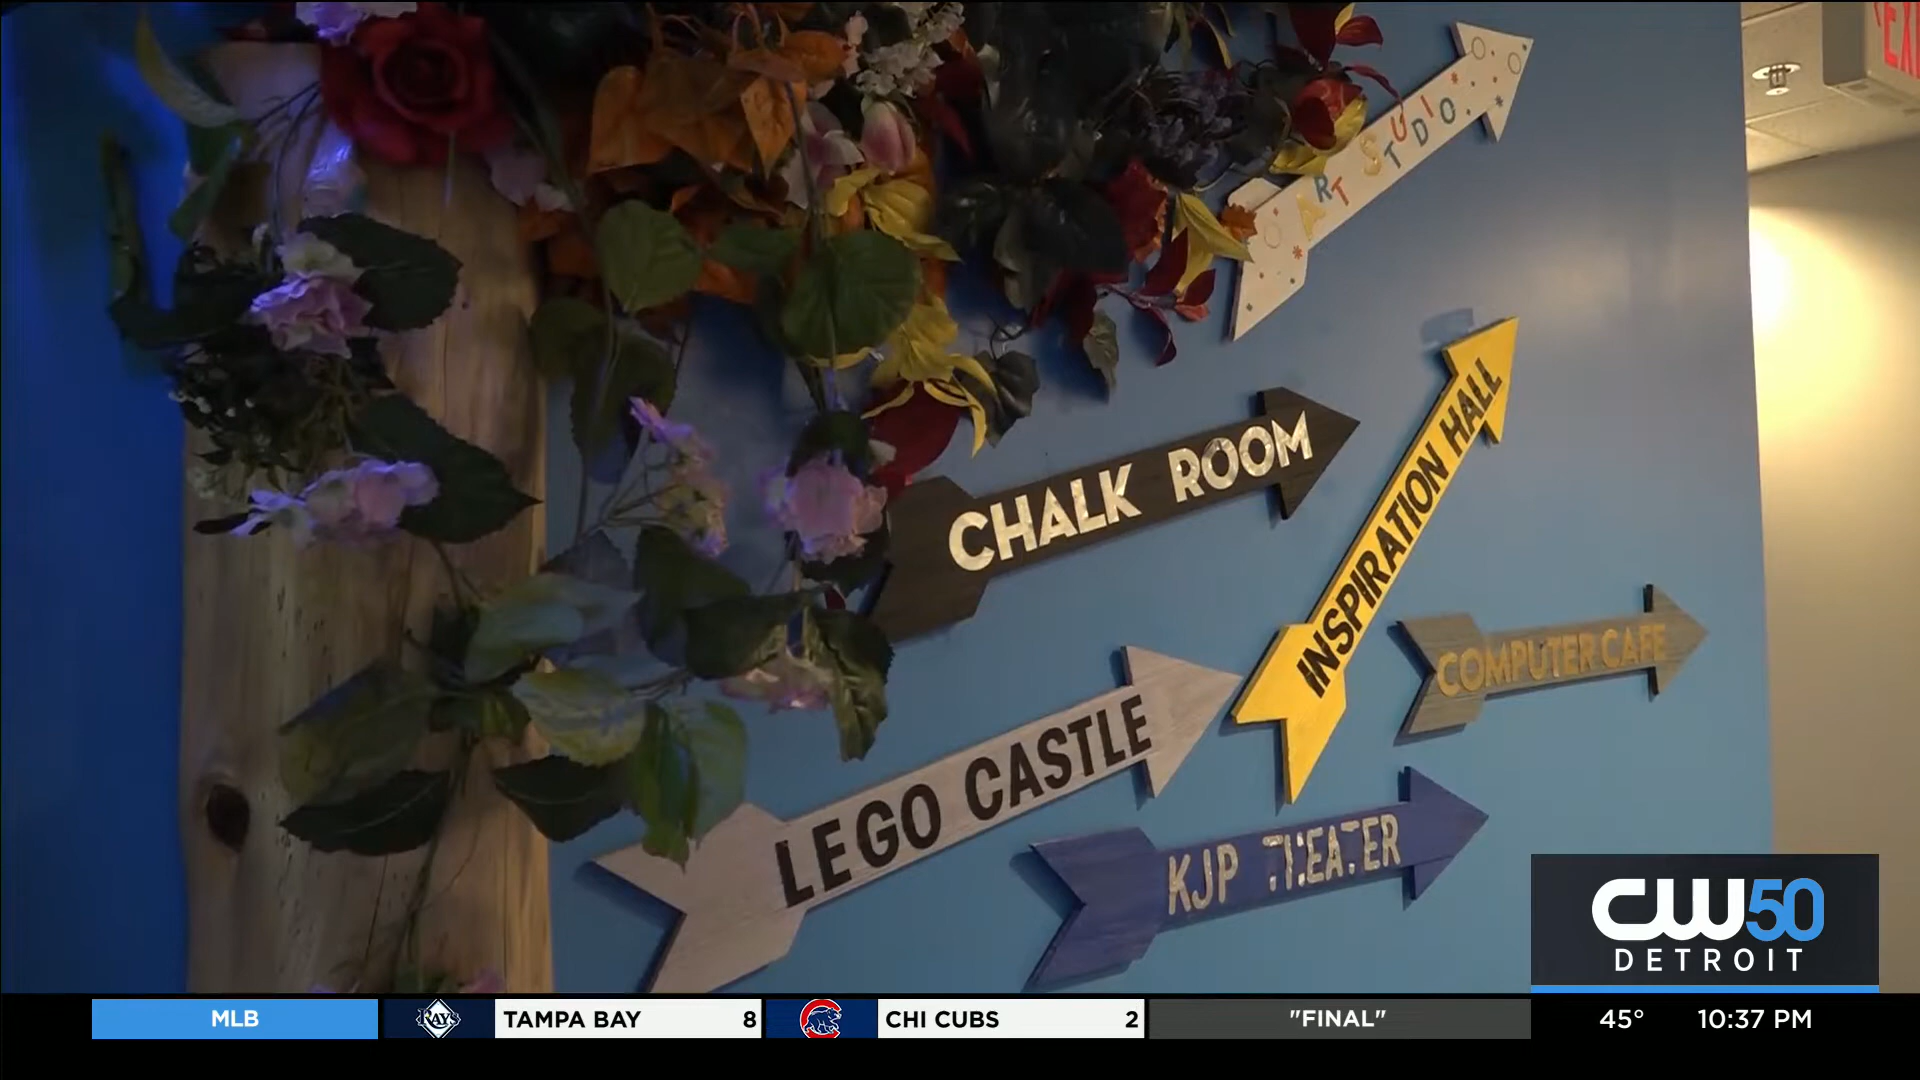 EXI
ART STUDIO
CHALK ROOM
INSPIRATION HALL
COMPUTER CAFE
LEGO CASTLE
KJP THEATER
CW50
DETROIT
MLB
RAYS
TAMPA BAY 8
CHI CUBS 2
"FINAL"
45° 10:37 PM